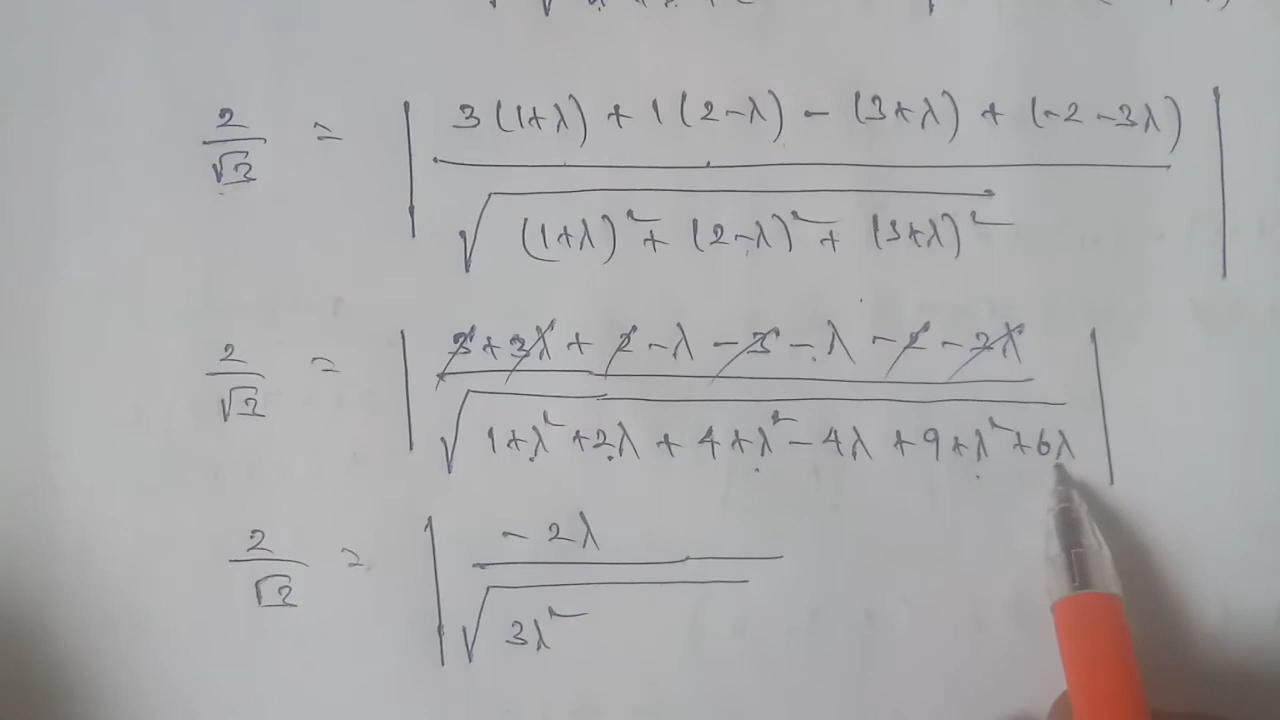 2/√3 = | 3(1+λ) + 1(2-λ) - (3+λ) + (-2-3λ) / √((1+λ)² + (2-λ)² + (3+λ)²) |
2/√3 = | 3+3λ+2-λ-3-λ-2-3λ / √(1+λ²+2λ+4+λ²-4λ+9+λ²+6λ) |
2/√3 = | -2λ / √(3λ²